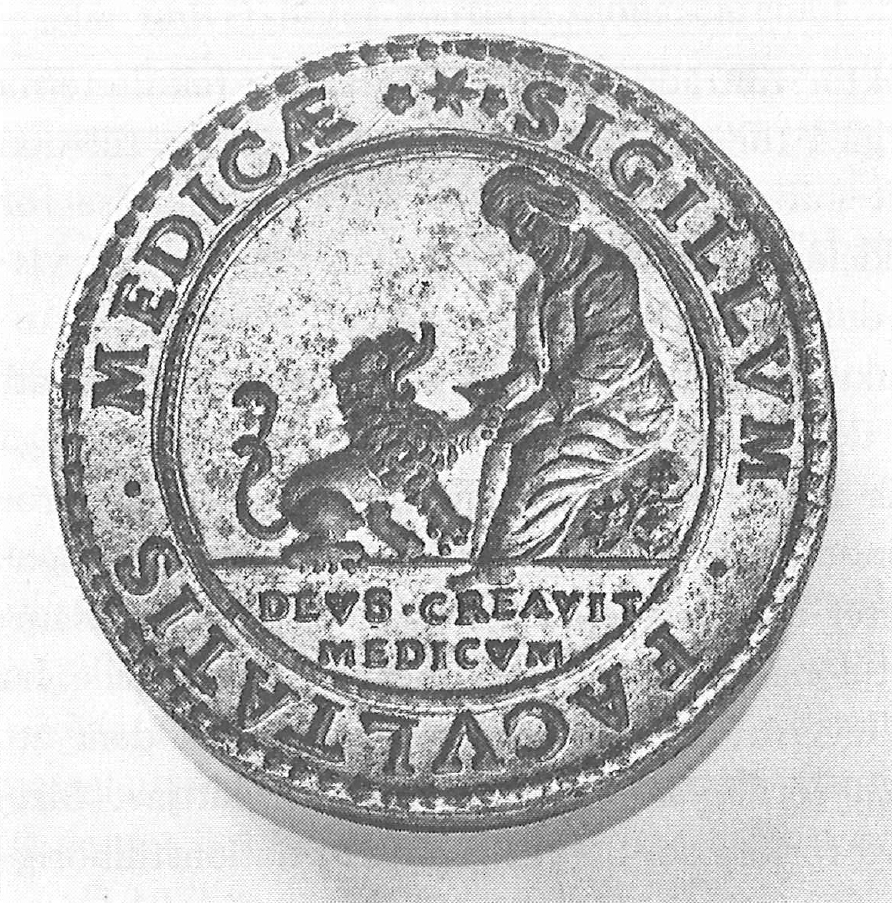 SIGILLVM · FACVLTATIS · MEDICÆ
DEVS·CREAVIT
MEDICVM